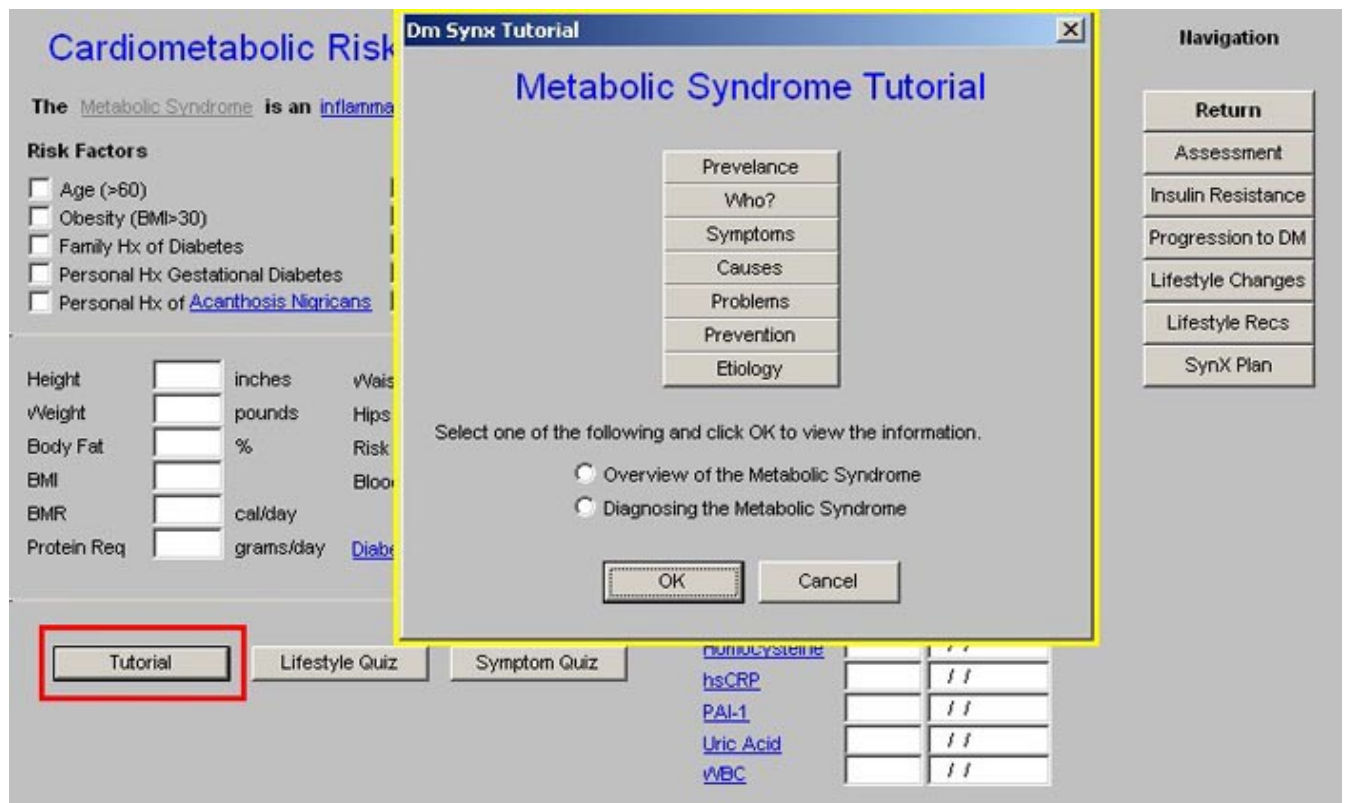 Cardiometabolic Risk
The Metabolic Syndrome is an inflamma
Risk Factors
Age (>60)
Obesity (BMI>30)
Family Hx of Diabetes
Personal Hx Gestational Diabetes
Personal Hx of Acanthosis Nigricans
Height inches Wais
Weight pounds Hips
Body Fat % Risk
BMI Bloo
BMR cal/day
Protein Req grams/day Diabe
Tutorial Lifestyle Quiz Symptom Quiz
Dm Synx Tutorial
Metabolic Syndrome Tutorial
Prevelance
Who?
Symptoms
Causes
Problems
Prevention
Etiology
Select one of the following and click OK to view the information.
Overview of the Metabolic Syndrome
Diagnosing the Metabolic Syndrome
OK Cancel
Homocysteine / /
hsCRP / /
PAI-1 / /
Uric Acid / /
WBC / /
Navigation
Return
Assessment
Insulin Resistance
Progression to DM
Lifestyle Changes
Lifestyle Recs
SynX Plan